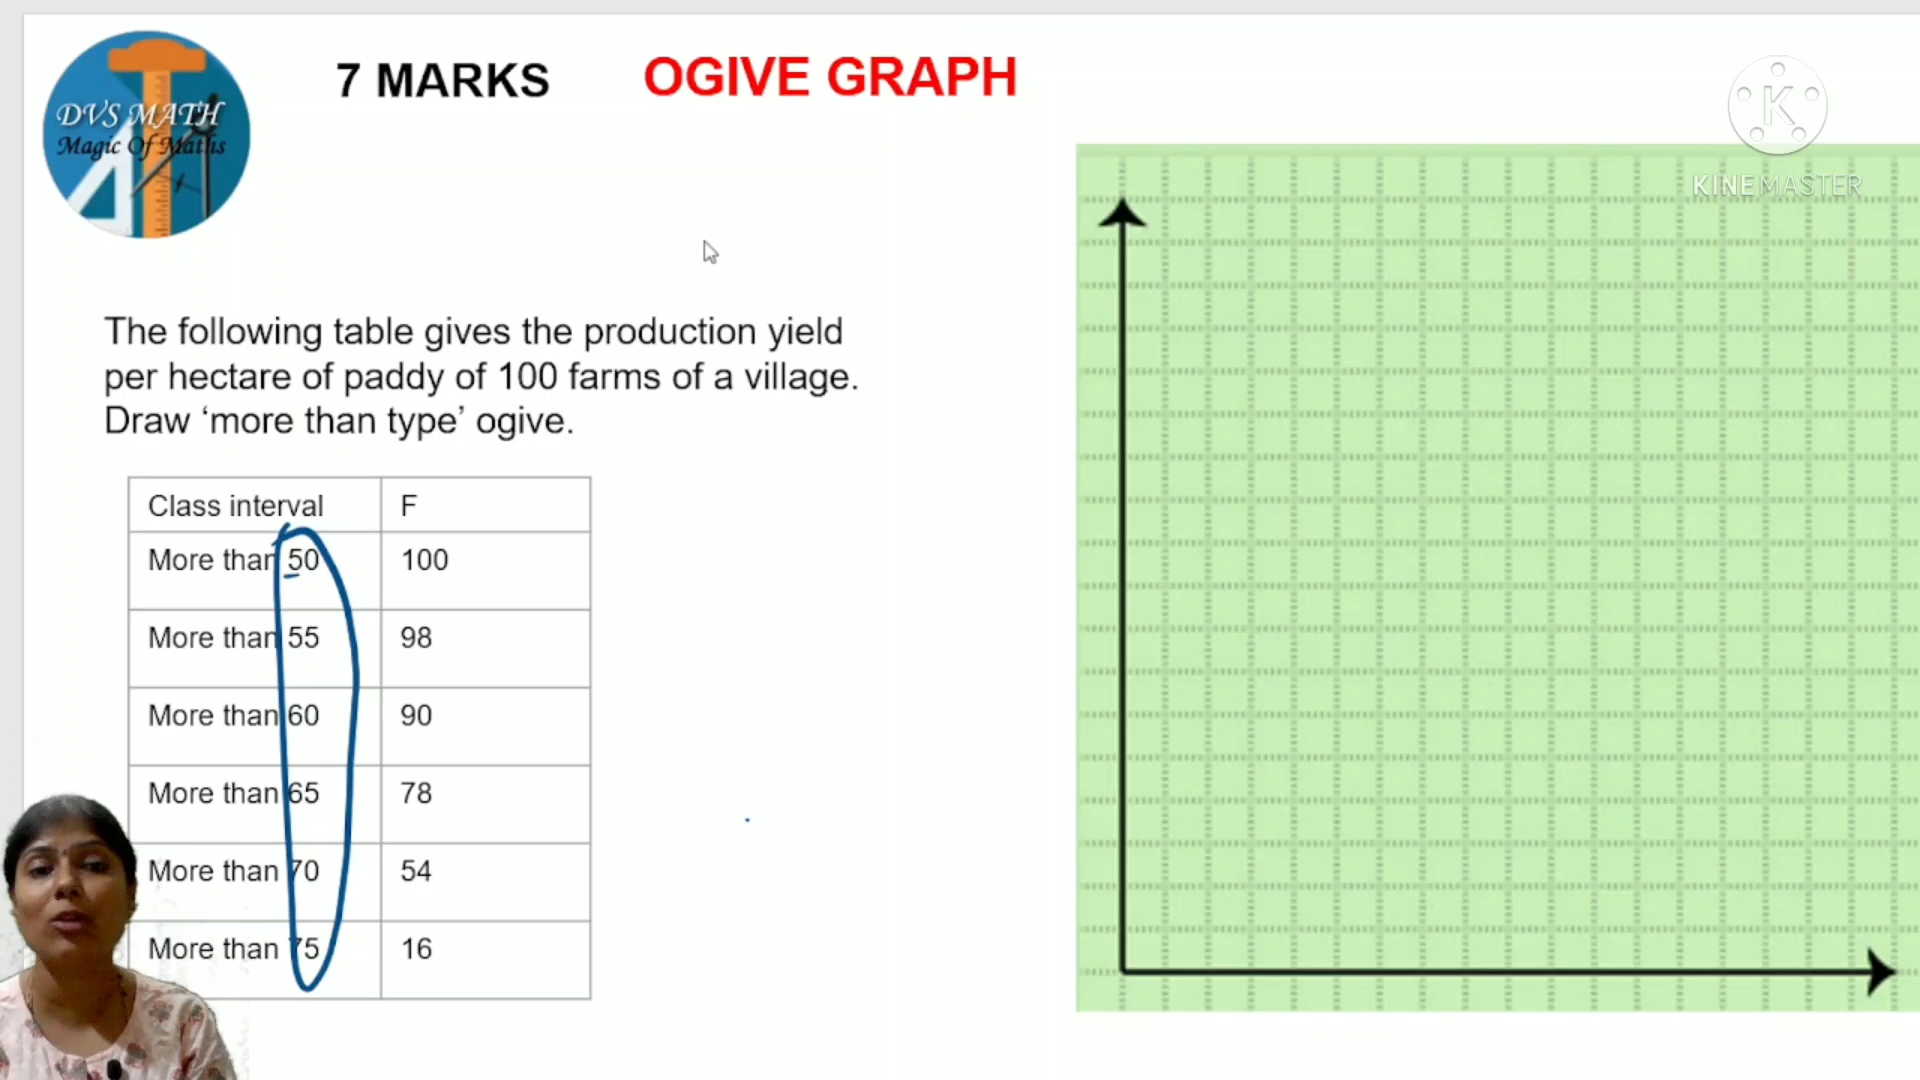 7 MARKS OGIVE GRAPH
DVS MATH
Magic Of Maths
K
KINEMASTER
The following table gives the production yield
per hectare of paddy of 100 farms of a village.
Draw ‘more than type’ ogive.
Class interval F
More than 50 100
More than 55 98
More than 60 90
More than 65 78
More than 70 54
More than 75 16